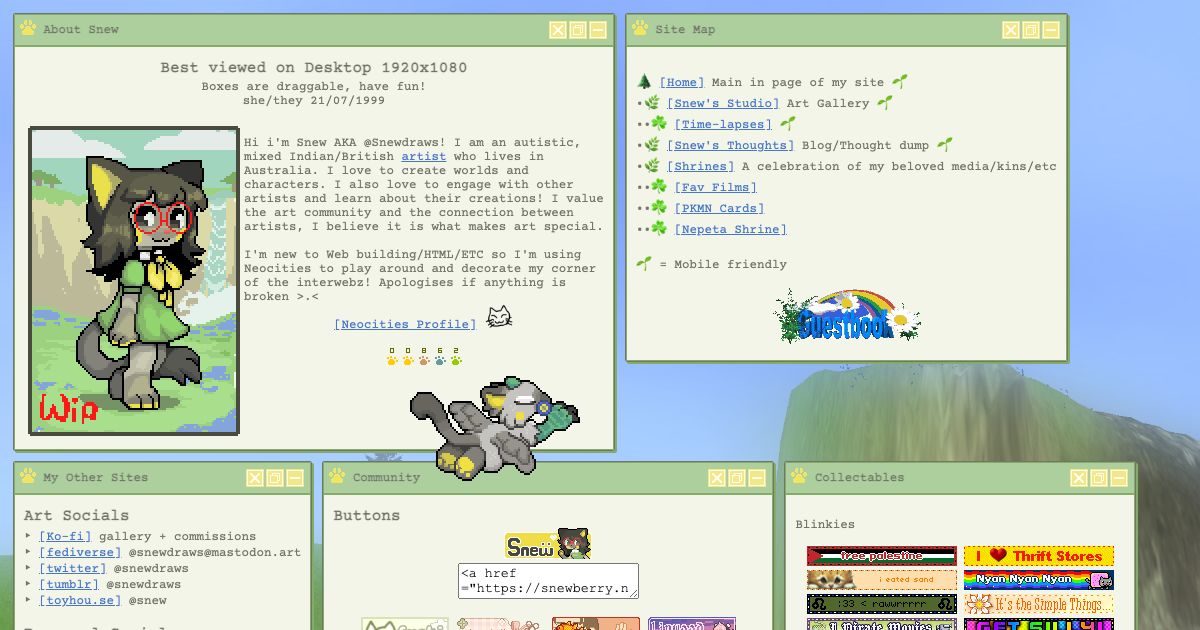 About Snew
Best viewed on Desktop 1920x1080
Boxes are draggable, have fun!
she/they 21/07/1999
Hi i'm Snew AKA @Snewdraws! I am an autistic,
mixed Indian/British artist who lives in
Australia. I love to create worlds and
characters. I also love to engage with other
artists and learn about their creations! I value
the art community and the connection between
artists, I believe it is what makes art special.
I'm new to Web building/HTML/ETC so I'm using
Neocities to play around and decorate my corner
of the interwebz! Apologises if anything is
broken >.<
[Neocities Profile]
0 0 8 6 2
Wip
Site Map
[Home] Main in page of my site
[Snew's Studio] Art Gallery
[Time-lapses]
[Snew's Thoughts] Blog/Thought dump
[Shrines] A celebration of my beloved media/kins/etc
[Fav Films]
[PKMN Cards]
[Nepeta Shrine]
= Mobile friendly
Guestbook
My Other Sites
Art Socials
[Ko-fi] gallery + commissions
[fediverse] @snewdraws@mastodon.art
[twitter] @snewdraws
[tumblr] @snewdraws
[toyhou.se] @snew
Community
Buttons
Snew
<a href
="https://snewberry.n
Collectables
Blinkies
free palestine
I ❤ Thrift Stores
i eated sand
Nyan Nyan Nyan
:33 < rawwrrrrr
It's the Simple Things...
I Pirate Movies